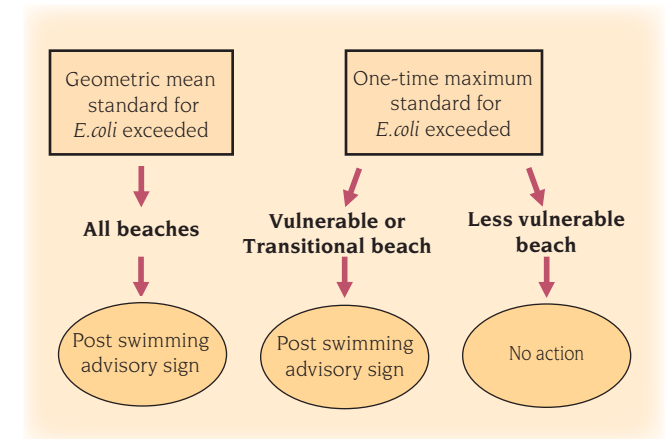 Geometric mean
standard for
E.coli exceeded
One-time maximum
standard for
E.coli exceeded
All beaches
Vulnerable or
Transitional beach
Less vulnerable
beach
Post swimming
advisory sign
Post swimming
advisory sign
No action